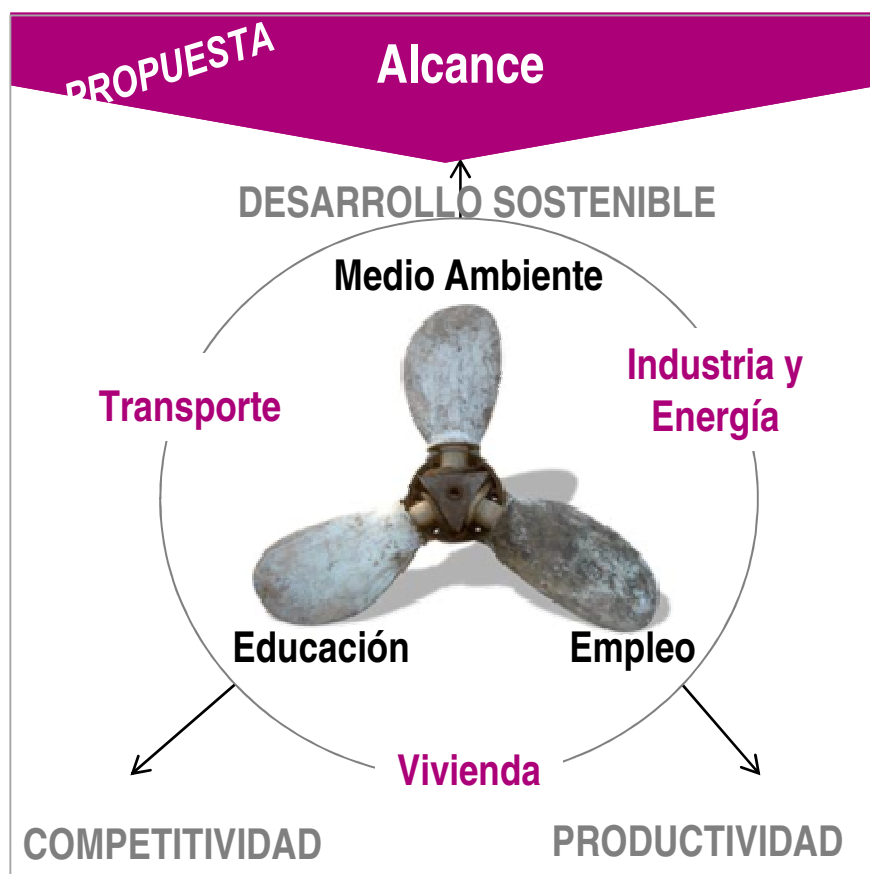 PROPUESTA
Alcance
DESARROLLO SOSTENIBLE
Medio Ambiente
Industria y
Energía
Transporte
Educación
Empleo
Vivienda
COMPETITIVIDAD
PRODUCTIVIDAD